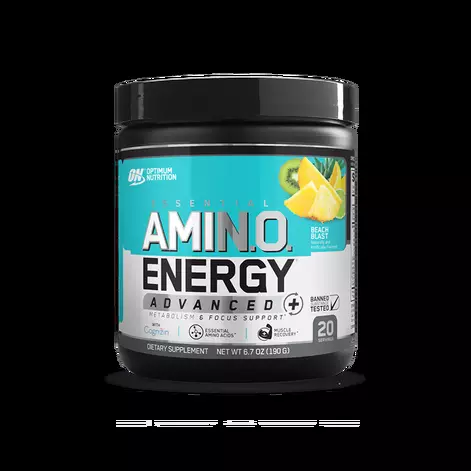 ON OPTIMUM
NUTRITION
ESSENTIAL
AMIN.O.
ENERGY
ADVANCED +
METABOLISM & FOCUS SUPPORT
BEACH
BLAST
BANNED
TESTED
WITH
Cognizin
ESSENTIAL
AMINO ACIDS
MUSCLE
RECOVERY
20
SERVINGS
DIETARY SUPPLEMENT
NET WT 6.7 OZ (190 G)